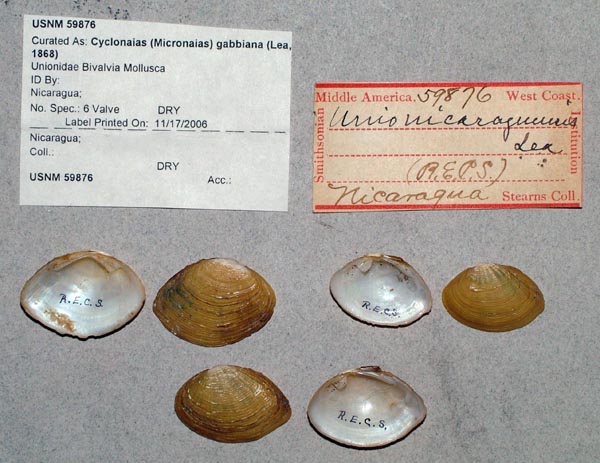 USNM 59876
Curated As: Cyclonaias (Micronaias) gabbiana (Lea,
1868)
Unionidae Bivalvia Mollusca
ID By:
Nicaragua;
No. Spec.: 6 Valve DRY
Label Printed On: 11/17/2006
Nicaragua;
Coll.:
DRY
USNM 59876 Acc.:
Middle America. 59876 West Coast.
Smithsonian
Unio nicaraguensis
Lea
Institution
(R.E.C.S.)
Nicaragua Stearns Coll.
R.E.C.S.
R.E.C.S.
R.E.C.S.